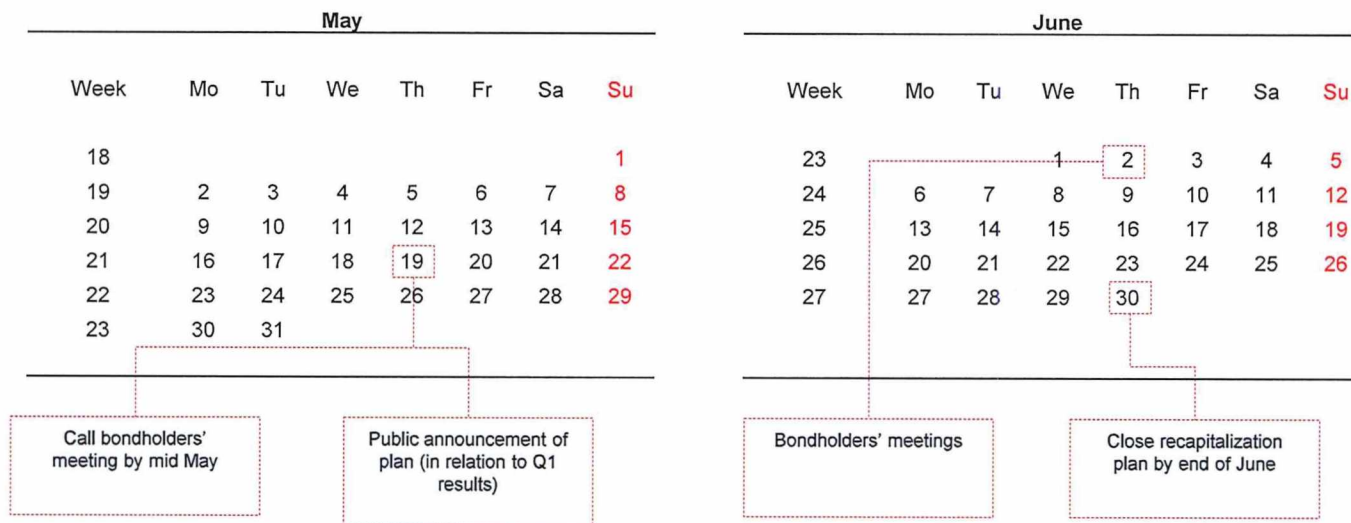 May
Week Mo Tu We Th Fr Sa Su
18 1
19 2 3 4 5 6 7 8
20 9 10 11 12 13 14 15
21 16 17 18 19 20 21 22
22 23 24 25 26 27 28 29
23 30 31
Call bondholders'
meeting by mid May
Public announcement of
plan (in relation to Q1
results)
June
Week Mo Tu We Th Fr Sa Su
23 1 2 3 4 5
24 6 7 8 9 10 11 12
25 13 14 15 16 17 18 19
26 20 21 22 23 24 25 26
27 27 28 29 30
Bondholders' meetings
Close recapitalization
plan by end of June